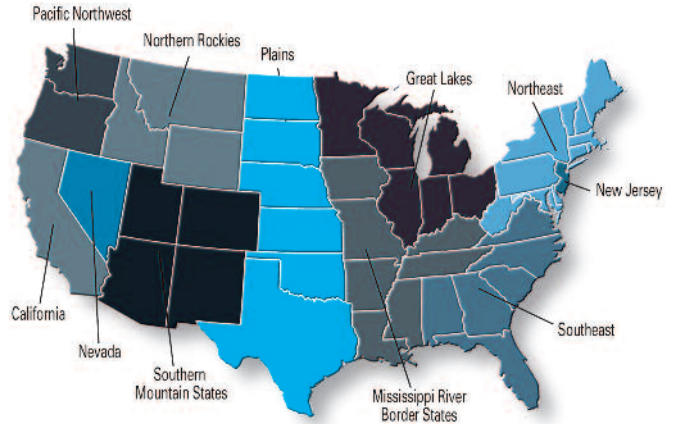 Pacific Northwest
Northern Rockies
Plains
Great Lakes
Northeast
New Jersey
California
Nevada
Southern
Mountain States
Mississippi River
Border States
Southeast